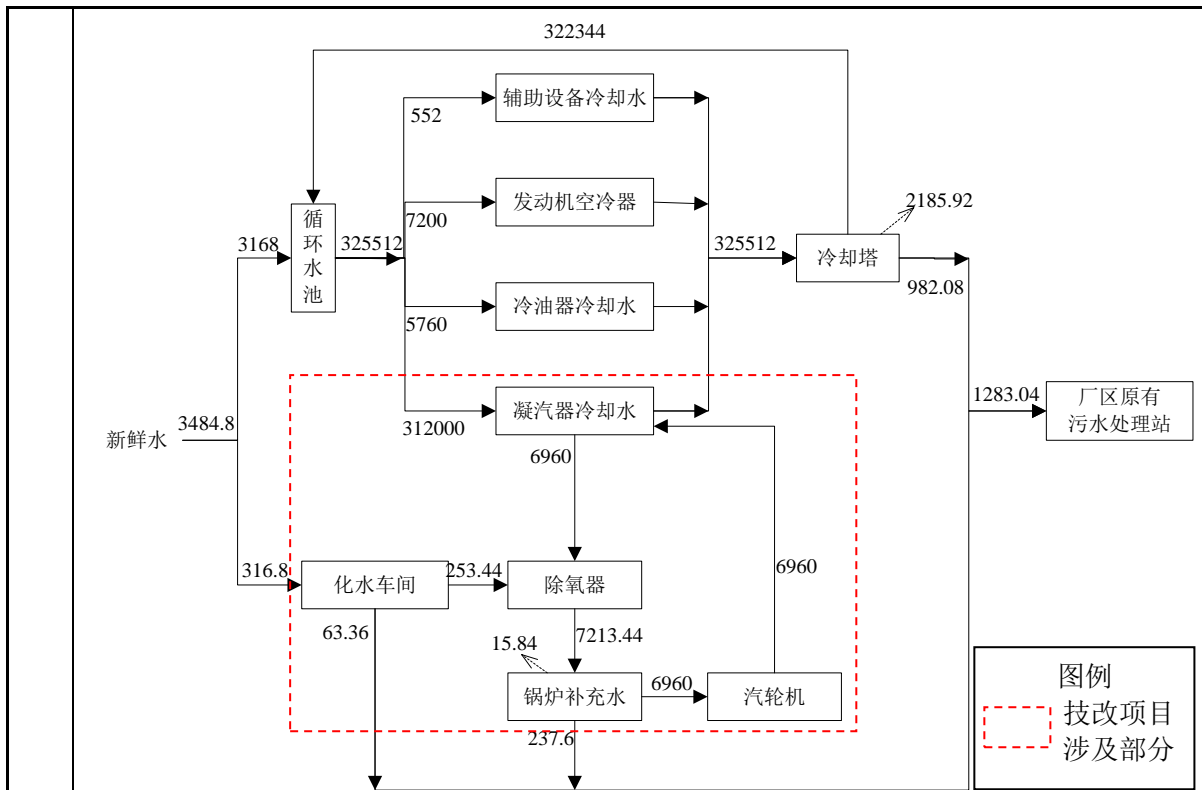 322344
辅助设备冷却水
552
发动机空冷器
2185.92
循环水池
7200
3168
325512
325512
冷却塔
982.08
冷油器冷却水
5760
凝汽器冷却水
1283.04
厂区原有
污水处理站
新鲜水
3484.8
312000
6960
316.8
化水车间
253.44
除氧器
6960
63.36
7213.44
15.84
锅炉补充水
6960
汽轮机
237.6
图例
技改项目
涉及部分